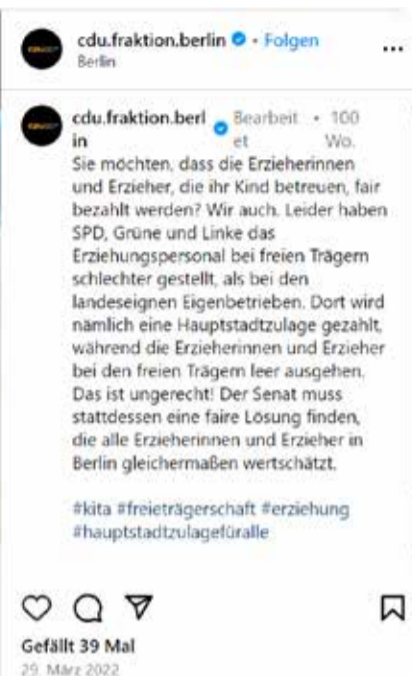 cdu.fraktion.berlin • Folgen
Berlin
cdu.fraktion.berl Bearbeit • 100
in et Wo.
Sie möchten, dass die Erzieherinnen
und Erzieher, die ihr Kind betreuen, fair
bezahlt werden? Wir auch. Leider haben
SPD, Grüne und Linke das
Erziehungspersonal bei freien Trägern
schlechter gestellt, als bei den
landeseignen Eigenbetrieben. Dort wird
nämlich eine Hauptstadtzulage gezahlt,
während die Erzieherinnen und Erzieher
bei den freien Trägern leer ausgehen.
Das ist ungerecht! Der Senat muss
stattdessen eine faire Lösung finden,
die alle Erzieherinnen und Erzieher in
Berlin gleichermaßen wertschätzt.
#kita #freieträgerschaft #erziehung
#hauptstadtzulagefüralle
Gefällt 39 Mal
29. März 2022